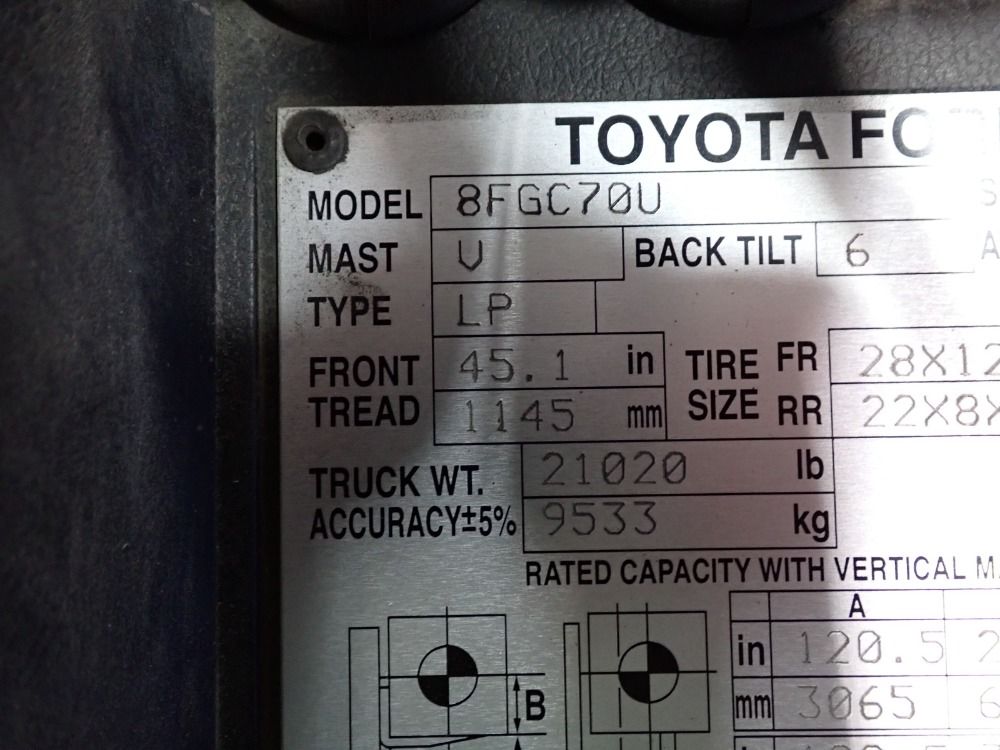 TOYOTA FO
MODEL 8FGC70U S
MAST V BACK TILT 6 A
TYPE LP
FRONT TREAD 45.1 in TIRE SIZE FR 28X12
1145 mm RR 22X8X
TRUCK WT. 21020 lb
ACCURACY±5% 9533 kg
RATED CAPACITY WITH VERTICAL M
A
in 120.5 2
mm 3065 6
B